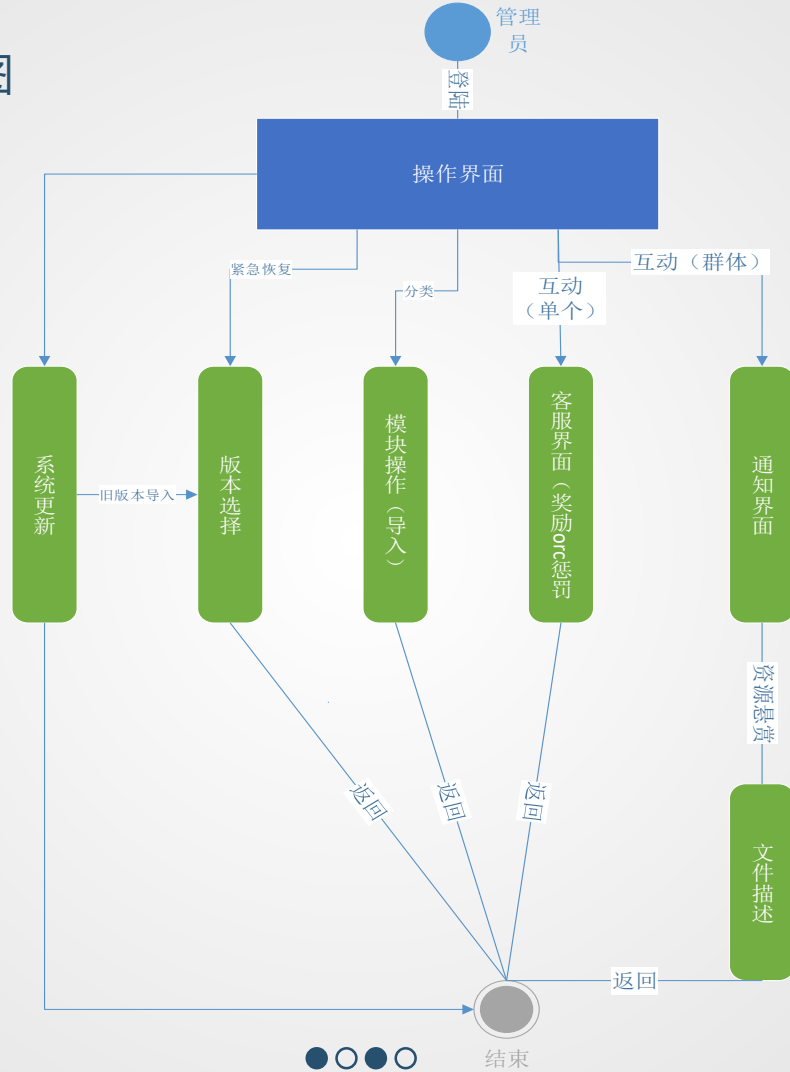 图
管理
员
登陆
操作界面
紧急恢复
分类
互动
（单个）
互动（群体）
系统更新
旧版本导入
版本选择
模块操作（导入）
客服界面（奖励orc惩罚
通知界面
资源悬赏
返回
返回
返回
文件描述
返回
结束